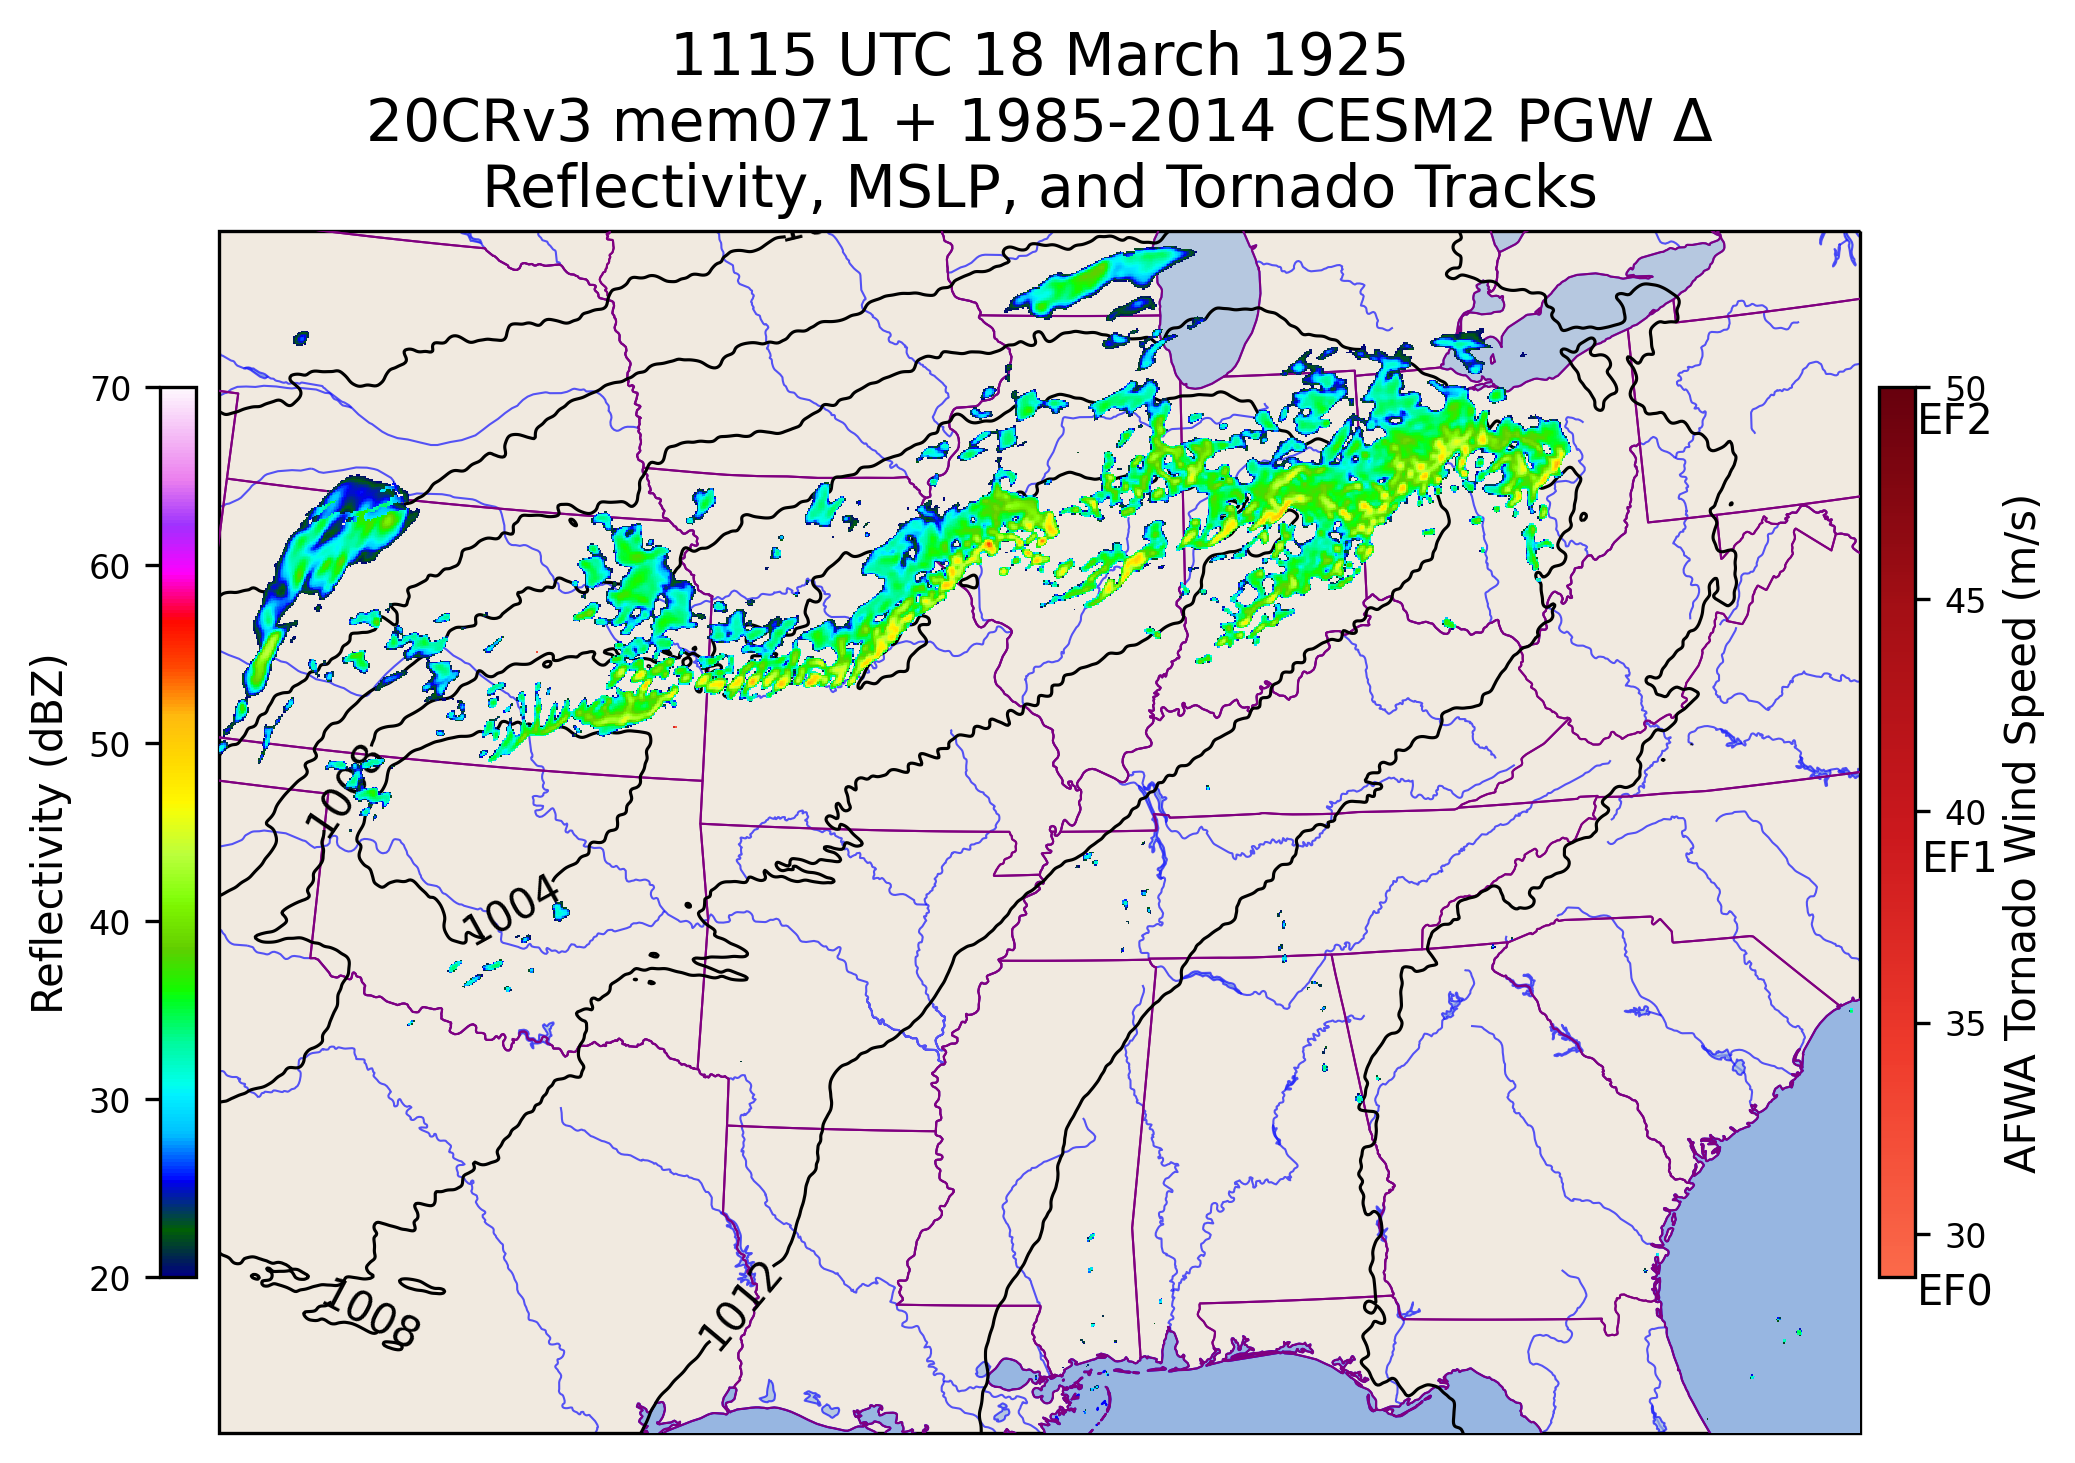 1115 UTC 18 March 1925
20CRv3 mem071 + 1985-2014 CESM2 PGW Δ
Reflectivity, MSLP, and Tornado Tracks
Reflectivity (dBZ)
70
60
50
40
30
20
1008
1004
1008
1012
50
EF2
45
40
EF1
35
30
EF0
AFWA Tornado Wind Speed (m/s)